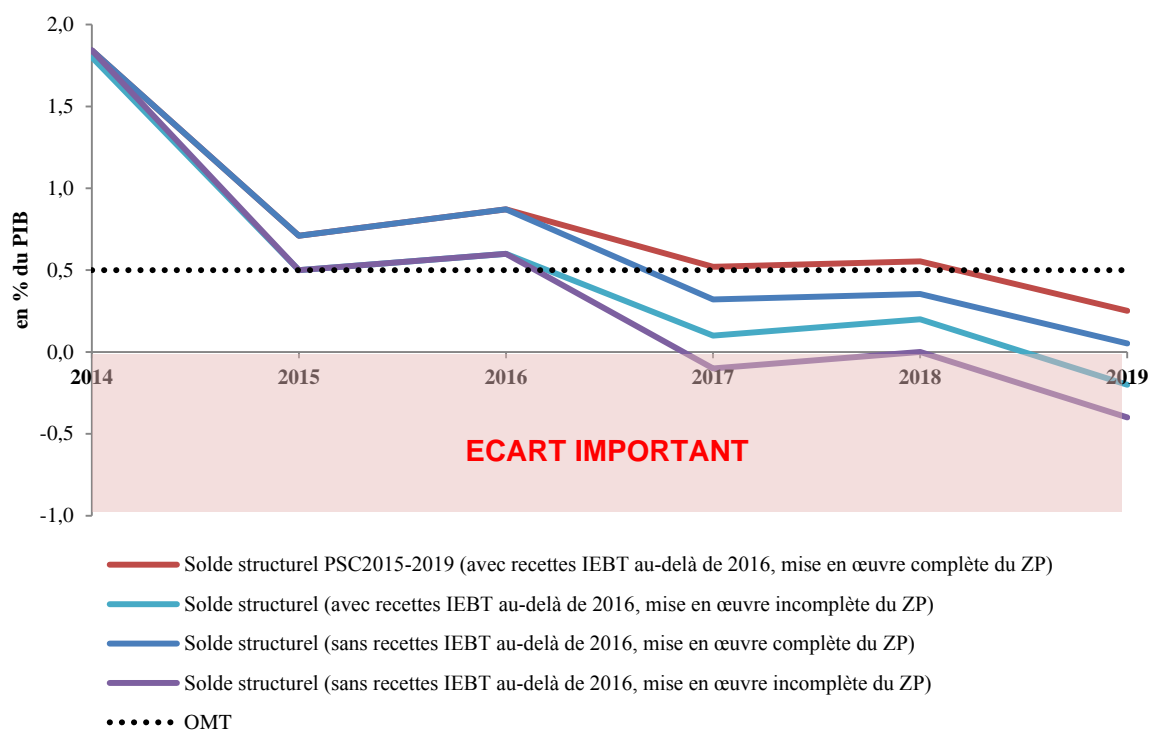 2,0
1,5
1,0
0,5
0,0
-0,5
-1,0
en % du PIB
2014 2015 2016 2017 2018 2019
ECART IMPORTANT
Solde structurel PSC2015-2019 (avec recettes IEBT au-delà de 2016, mise en œuvre complète du ZP)
Solde structurel (avec recettes IEBT au-delà de 2016, mise en œuvre incomplète du ZP)
Solde structurel (sans recettes IEBT au-delà de 2016, mise en œuvre complète du ZP)
Solde structurel (sans recettes IEBT au-delà de 2016, mise en œuvre incomplète du ZP)
OMT